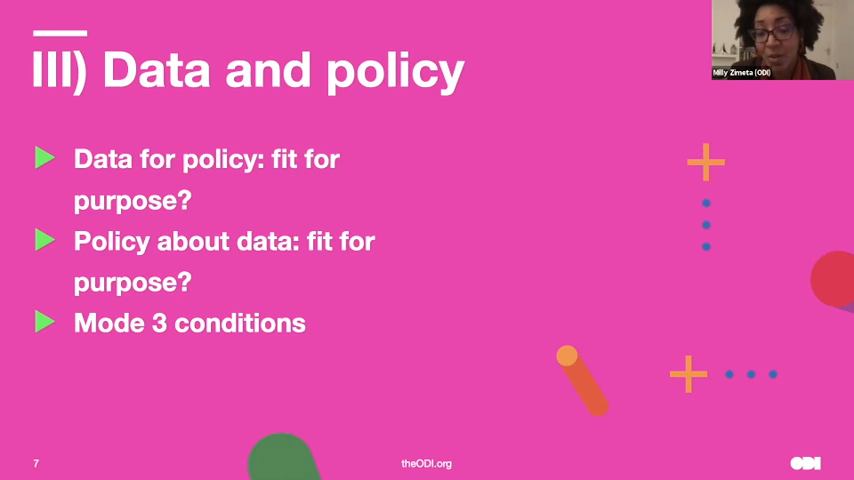 III) Data and policy
Milly Zimeta (ODI)
Data for policy: fit for
purpose?
Policy about data: fit for
purpose?
Mode 3 conditions
7
theODI.org
ODI